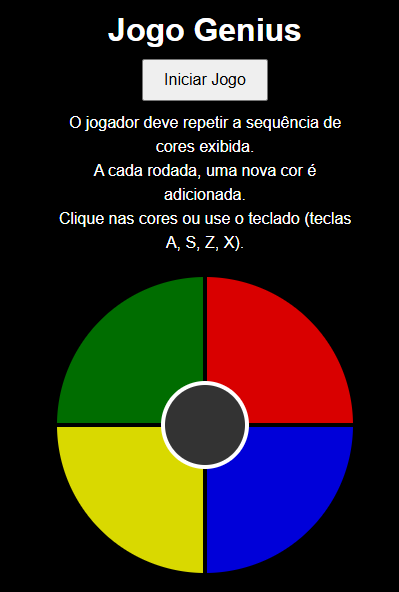 Jogo Genius
Iniciar Jogo
O jogador deve repetir a sequência de
cores exibida.
A cada rodada, uma nova cor é
adicionada.
Clique nas cores ou use o teclado (teclas
A, S, Z, X).